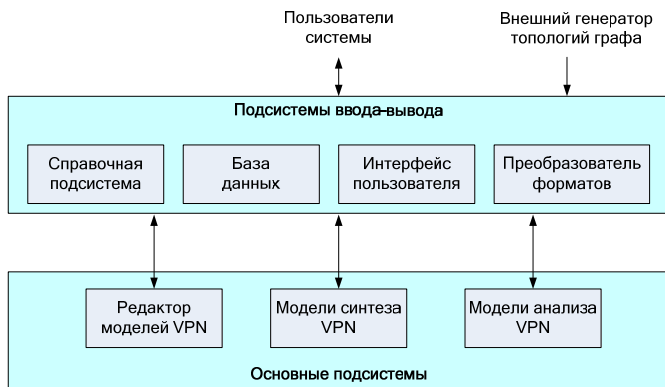 Пользователи
системы
Внешний генератор
топологий графа
Подсистемы ввода-вывода
Справочная
подсистема
База
данных
Интерфейс
пользователя
Преобразователь
форматов
Редактор
моделей VPN
Модели синтеза
VPN
Модели анализа
VPN
Основные подсистемы